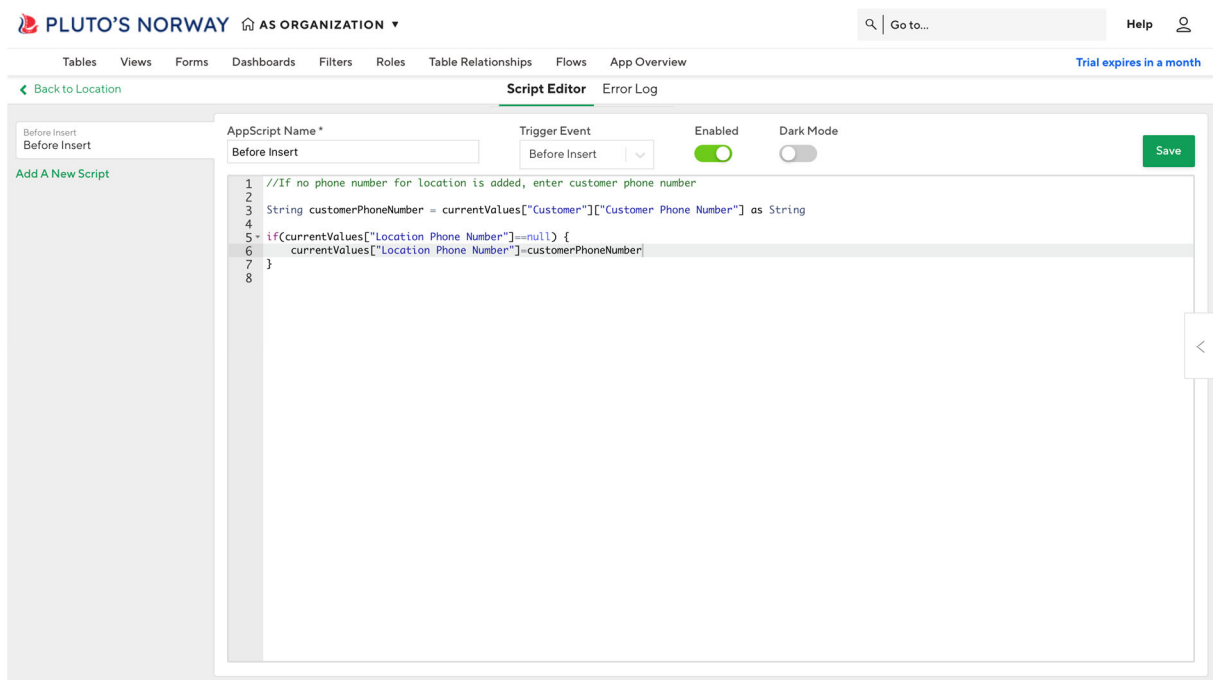 PLUTO'S NORWAY AS ORGANIZATION ▼ Go to... Help
Tables Views Forms Dashboards Filters Roles Table Relationships Flows App Overview Trial expires in a month
Back to Location Script Editor Error Log
Before Insert
Before Insert
Add A New Script
AppScript Name * Trigger Event Enabled Dark Mode
Before Insert Before Insert Save
1 //If no phone number for location is added, enter customer phone number
2
3 String customerPhoneNumber = currentValues["Customer"]["Customer Phone Number"] as String
4
5 if(currentValues["Location Phone Number"]==null) {
6 currentValues["Location Phone Number"]=customerPhoneNumber
7 }
8